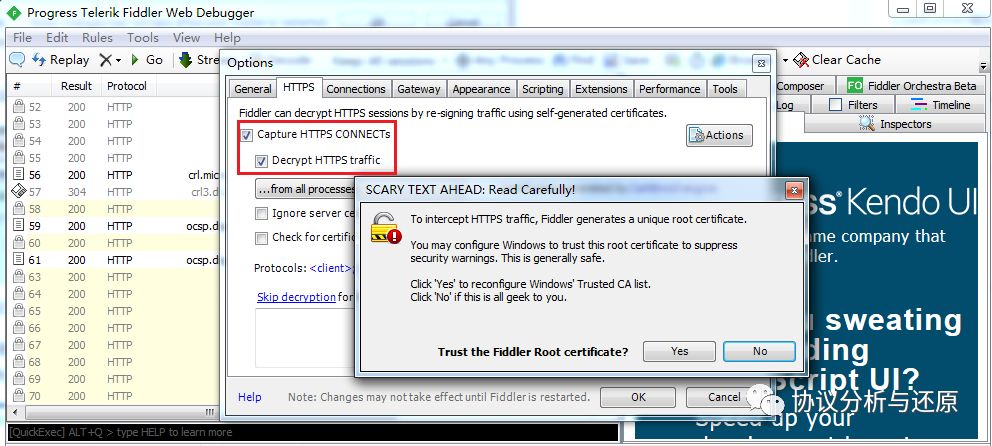 Progress Telerik Fiddler Web Debugger
File Edit Rules Tools View Help
Replay Go Clear Cache
Options
General HTTPS Connections Gateway Appearance Scripting Extensions Performance Tools
Fiddler can decrypt HTTPS sessions by re-signing traffic using self-generated certificates.
Capture HTTPS CONNECTs
Actions
Decrypt HTTPS traffic
...from all processes
Ignore server
Check for
Protocols: <client>;
Skip decryption for
Help
Note: Changes may not take effect until Fiddler is restarted.
OK
Cancel
SCARY TEXT AHEAD: Read Carefully!
To intercept HTTPS traffic, Fiddler generates a unique root certificate.
You may configure Windows to trust this root certificate to suppress
security warnings. This is generally safe.
Click 'Yes' to reconfigure Windows' Trusted CA list.
Click 'No' if this is all geek to you.
Trust the Fiddler Root certificate?
Yes
No
# Result Protocol
52 200 HTTP
53 200 HTTP
54 200 HTTP
55 200 HTTP
56 200 HTTP crl.mic
57 304 HTTP crl3.d
58 200 HTTP
59 200 HTTP ocsp.d
60 200 HTTP
61 200 HTTP ocsp.d
63 200 HTTP
64 200 HTTP
65 200 HTTP
66 200 HTTP
67 200 HTTP
68 200 HTTP
69 200 HTTP
70 200 HTTP
[QuickExec] ALT+Q > type HELP to learn more
Composer
FO Fiddler Orchestra Beta
Log
Filters
Timeline
Inspectors
Kendo UI
company that
sweating
Script UI?
Speed up your
协议分析与还原